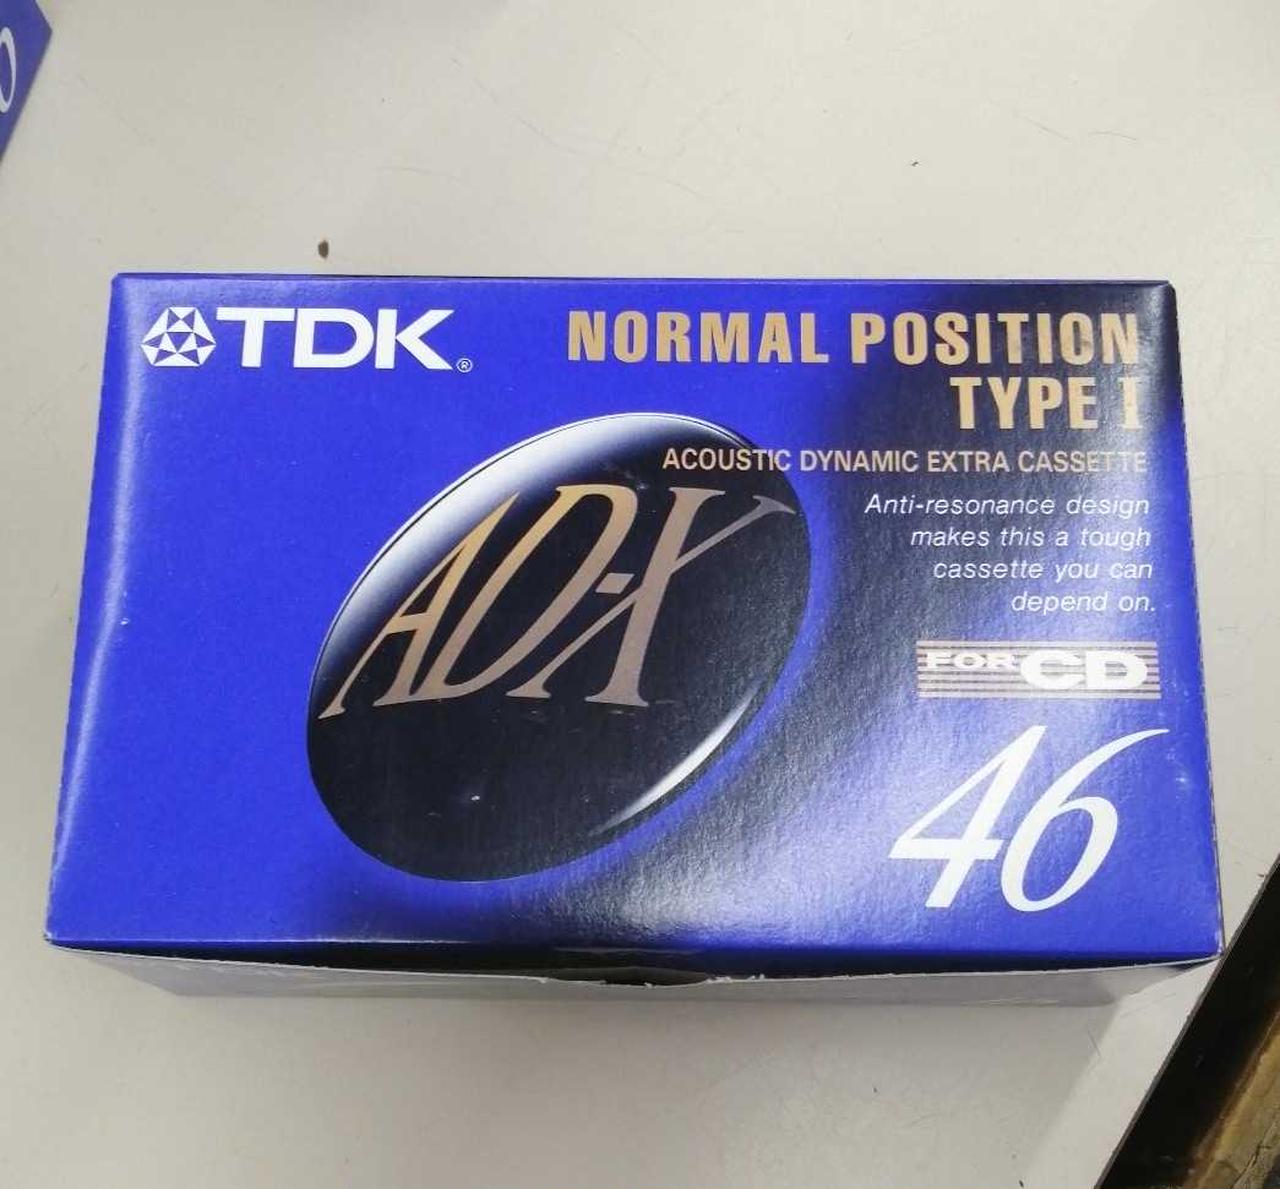 TDK®
NORMAL POSITION
TYPE I
ACOUSTIC DYNAMIC EXTRA CASSETTE
AD-X
Anti-resonance design
makes this a tough
cassette you can
depend on.
FOR CD
46